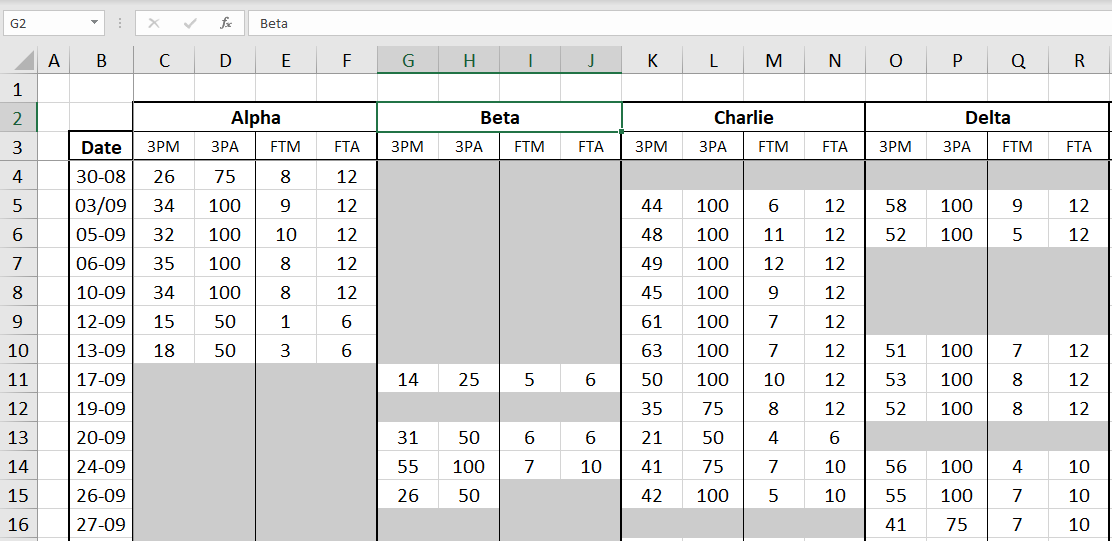 G2 fx Beta
A B C D E F G H I J K L M N O P Q R
1
2 Alpha Beta Charlie Delta
3 Date 3PM 3PA FTM FTA 3PM 3PA FTM FTA 3PM 3PA FTM FTA 3PM 3PA FTM FTA
4 30-08 26 75 8 12
5 03/09 34 100 9 12 44 100 6 12 58 100 9 12
6 05-09 32 100 10 12 48 100 11 12 52 100 5 12
7 06-09 35 100 8 12 49 100 12 12
8 10-09 34 100 8 12 45 100 9 12
9 12-09 15 50 1 6 61 100 7 12
10 13-09 18 50 3 6 63 100 7 12 51 100 7 12
11 17-09 14 25 5 6 50 100 10 12 53 100 8 12
12 19-09 35 75 8 12 52 100 8 12
13 20-09 31 50 6 6 21 50 4 6
14 24-09 55 100 7 10 41 75 7 10 56 100 4 10
15 26-09 26 50 42 100 5 10 55 100 7 10
16 27-09 41 75 7 10